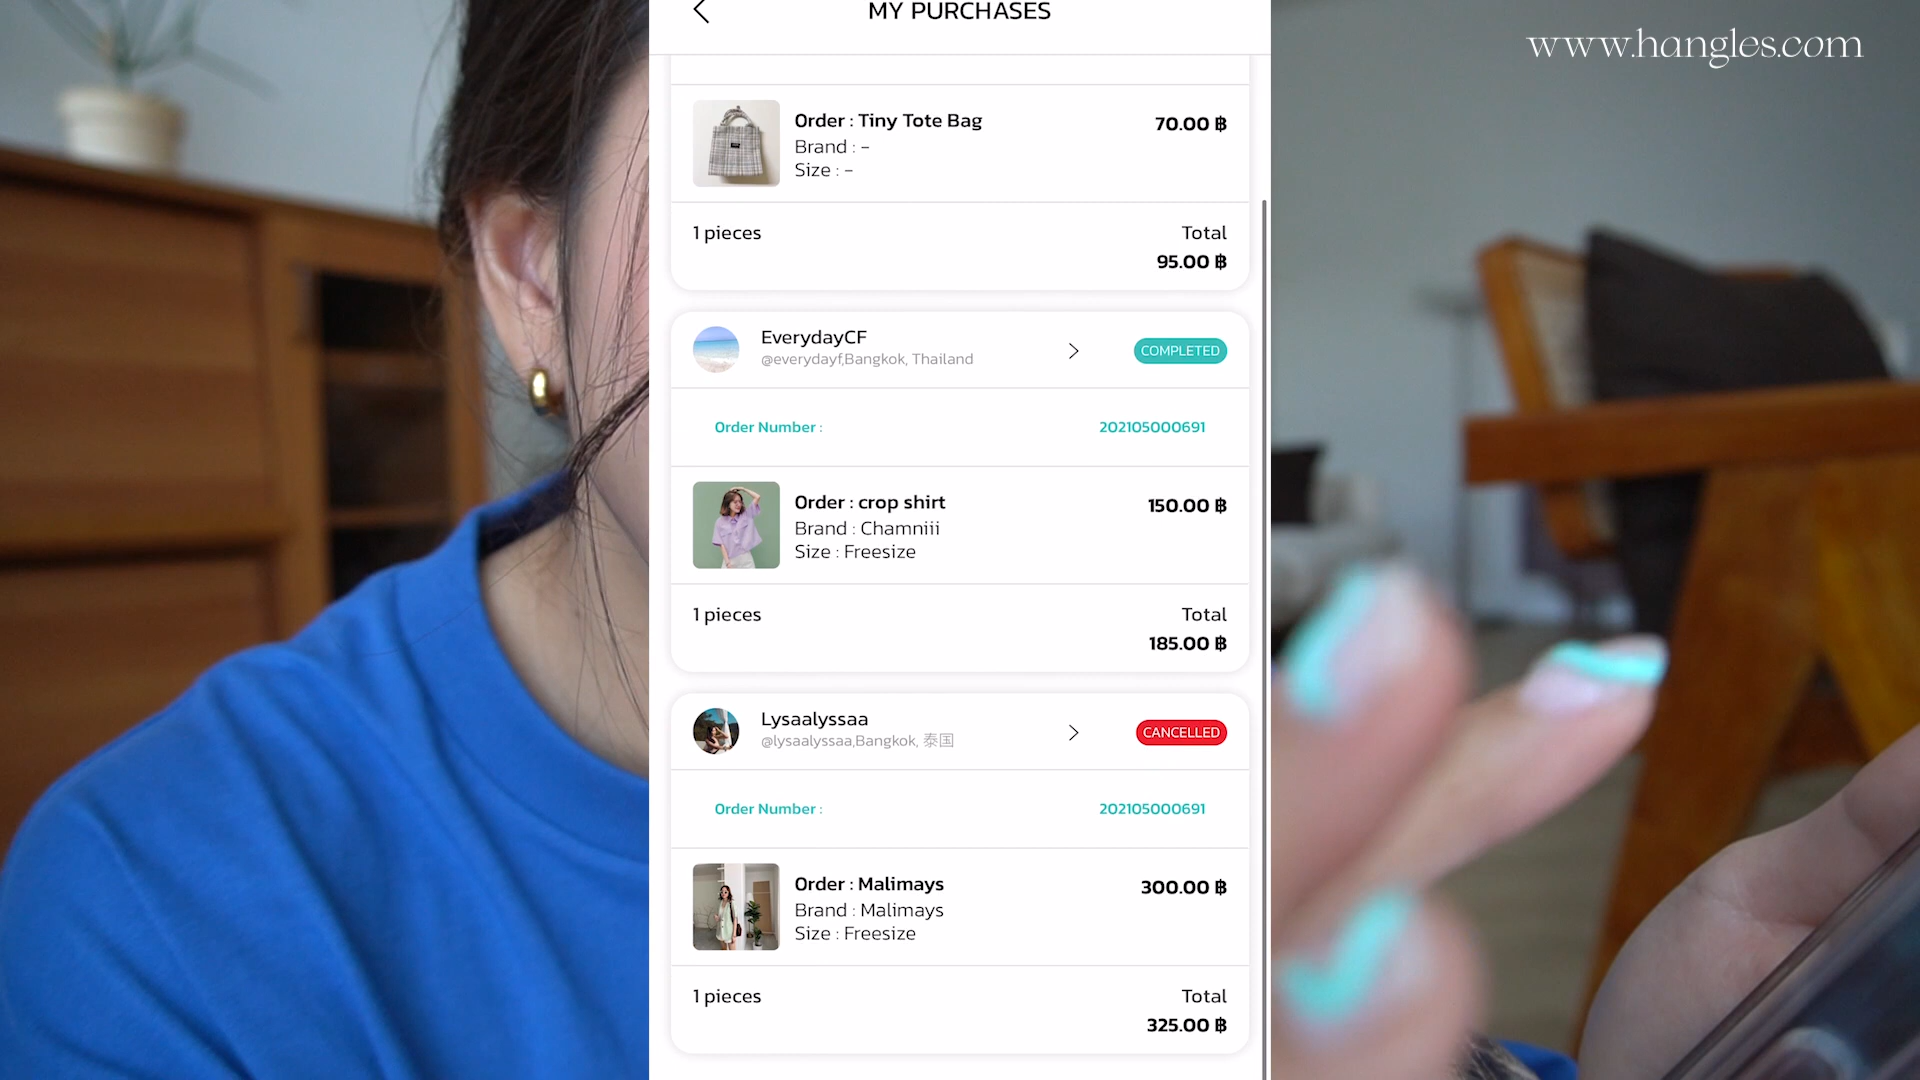 MY PURCHASES
www.hangles.com
Order : Tiny Tote Bag
70.00 ฿
Brand : -
Size : -
1 pieces
Total
95.00 ฿
EverydayCF
@everydayf,Bangkok, Thailand
COMPLETED
Order Number :
202105000691
Order : crop shirt
150.00 ฿
Brand : Chamniii
Size : Freesize
1 pieces
Total
185.00 ฿
Lysaalyssaa
@lysaalyssaa,Bangkok, 泰国
CANCELLED
Order Number :
202105000691
Order : Malimays
300.00 ฿
Brand : Malimays
Size : Freesize
1 pieces
Total
325.00 ฿